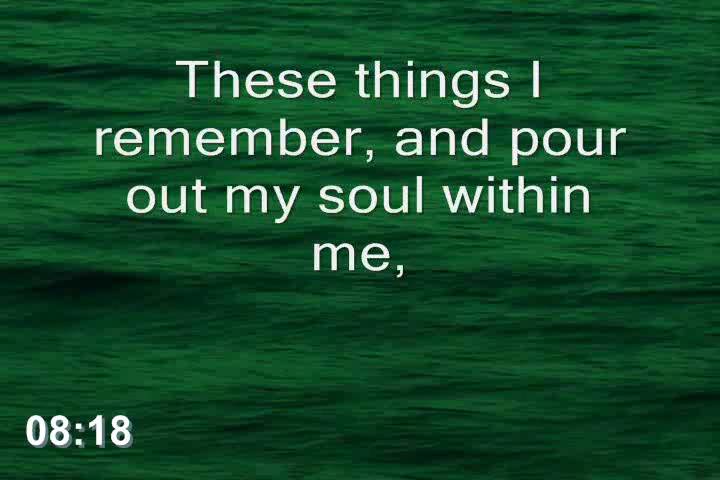 These things I
remember, and pour
out my soul within
me,
08:18